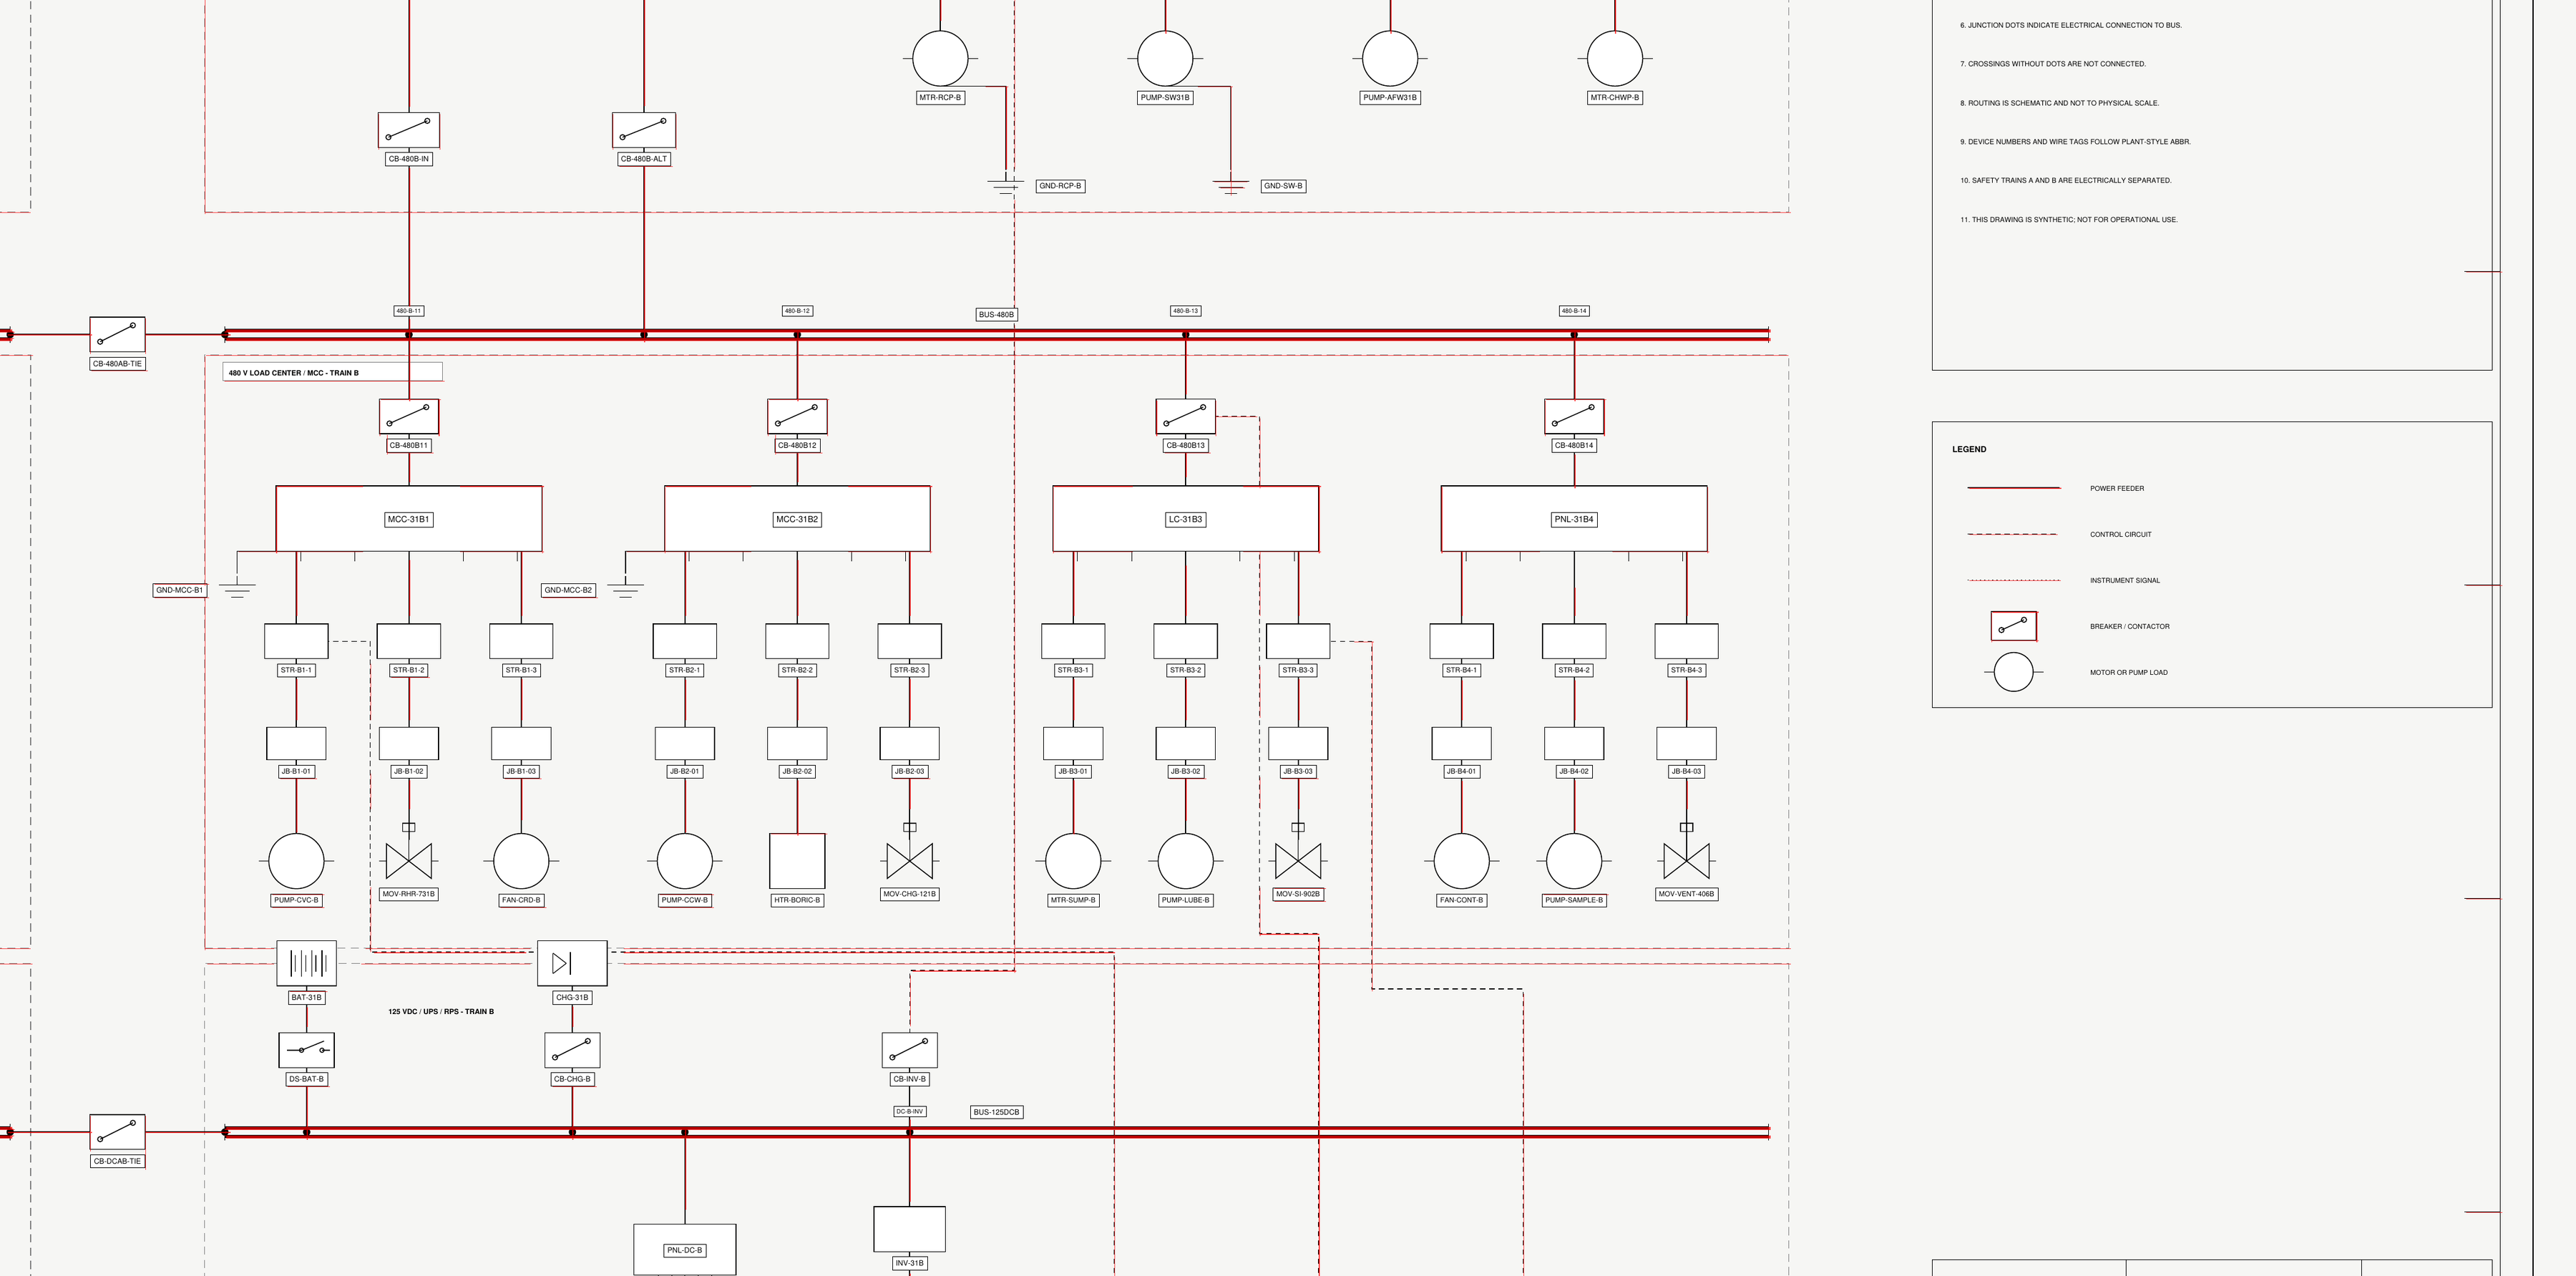 6. JUNCTION DOTS INDICATE ELECTRICAL CONNECTION TO BUS.
7. CROSSINGS WITHOUT DOTS ARE NOT CONNECTED.
MTR-RCP-B
PUMP-SW31B
PUMP-AFW31B
MTR-CHWP-B
8. ROUTING IS SCHEMATIC AND NOT TO PHYSICAL SCALE.
9. DEVICE NUMBERS AND WIRE TAGS FOLLOW PLANT-STYLE ABBR.
CB-480B-IN
CB-480B-ALT
10. SAFETY TRAINS A AND B ARE ELECTRICALLY SEPARATED.
GND-RCP-B
GND-SW-B
11. THIS DRAWING IS SYNTHETIC; NOT FOR OPERATIONAL USE.
480-B-11
480-B-12
BUS-480B
480-B-13
480-B-14
CB-480AB-TIE
480 V LOAD CENTER / MCC - TRAIN B
CB-480B11
CB-480B12
CB-480B13
CB-480B14
LEGEND
POWER FEEDER
MCC-31B1
MCC-31B2
LC-31B3
PNL-31B4
CONTROL CIRCUIT
INSTRUMENT SIGNAL
GND-MCC-B1
GND-MCC-B2
BREAKER / CONTACTOR
STR-B1-1
STR-B1-2
STR-B1-3
STR-B2-1
STR-B2-2
STR-B2-3
STR-B3-1
STR-B3-2
STR-B3-3
STR-B4-1
STR-B4-2
STR-B4-3
MOTOR OR PUMP LOAD
JB-B1-01
JB-B1-02
JB-B1-03
JB-B2-01
JB-B2-02
JB-B2-03
JB-B3-01
JB-B3-02
JB-B3-03
JB-B4-01
JB-B4-02
JB-B4-03
PUMP-CVC-B
MOV-RHR-731B
FAN-CRD-B
PUMP-CCW-B
HTR-BORIC-B
MOV-CHG-121B
MTR-SUMP-B
PUMP-LUBE-B
MOV-SI-902B
FAN-CONT-B
PUMP-SAMPLE-B
MOV-VENT-406B
BAT-31B
CHG-31B
125 VDC / UPS / RPS - TRAIN B
DS-BAT-B
CB-CHG-B
CB-INV-B
DC-B-INV
BUS-125DCB
CB-DCAB-TIE
PNL-DC-B
INV-31B